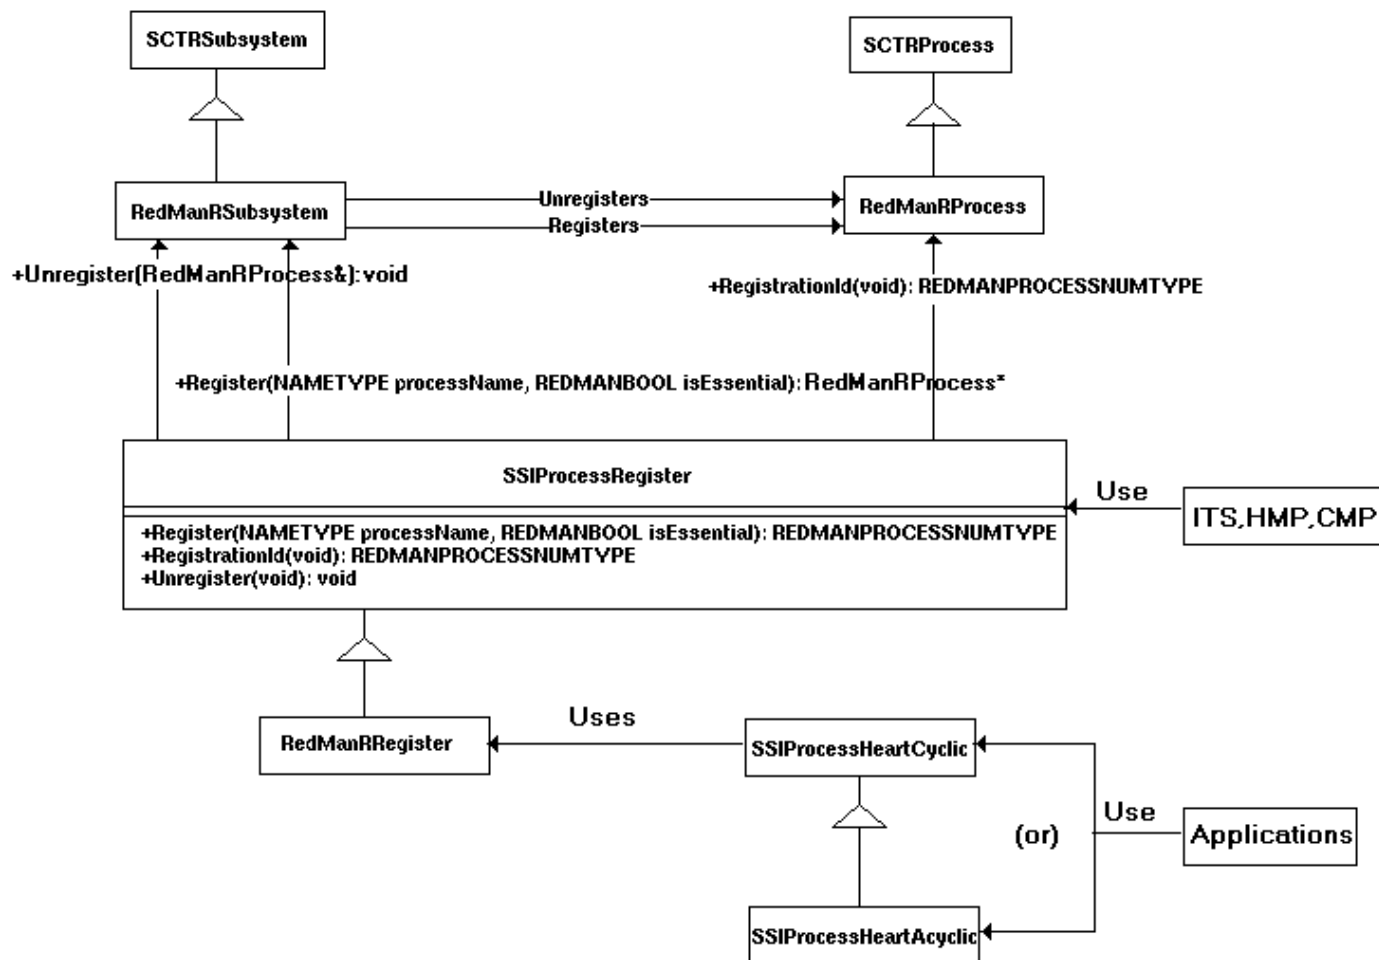 SCTRSubsystem
SCTRProcess
RedManRSubsystem
Unregisters
Registers
RedManRProcess
+Unregister(RedManRProcess&):void
+RegistrationId(void): REDMANPROCESSNUMTYPE
+Register(NAMETYPE processName, REDMANBOOL isEssential): RedManRProcess*
SSIProcessRegister
+Register(NAMETYPE processName, REDMANBOOL isEssential): REDMANPROCESSNUMTYPE
+RegistrationId(void): REDMANPROCESSNUMTYPE
+Unregister(void): void
Use
ITS,HMP,CMP
RedManRRegister
Uses
SSIProcessHeartCyclic
(or)
Use
Applications
SSIProcessHeartAcyclic